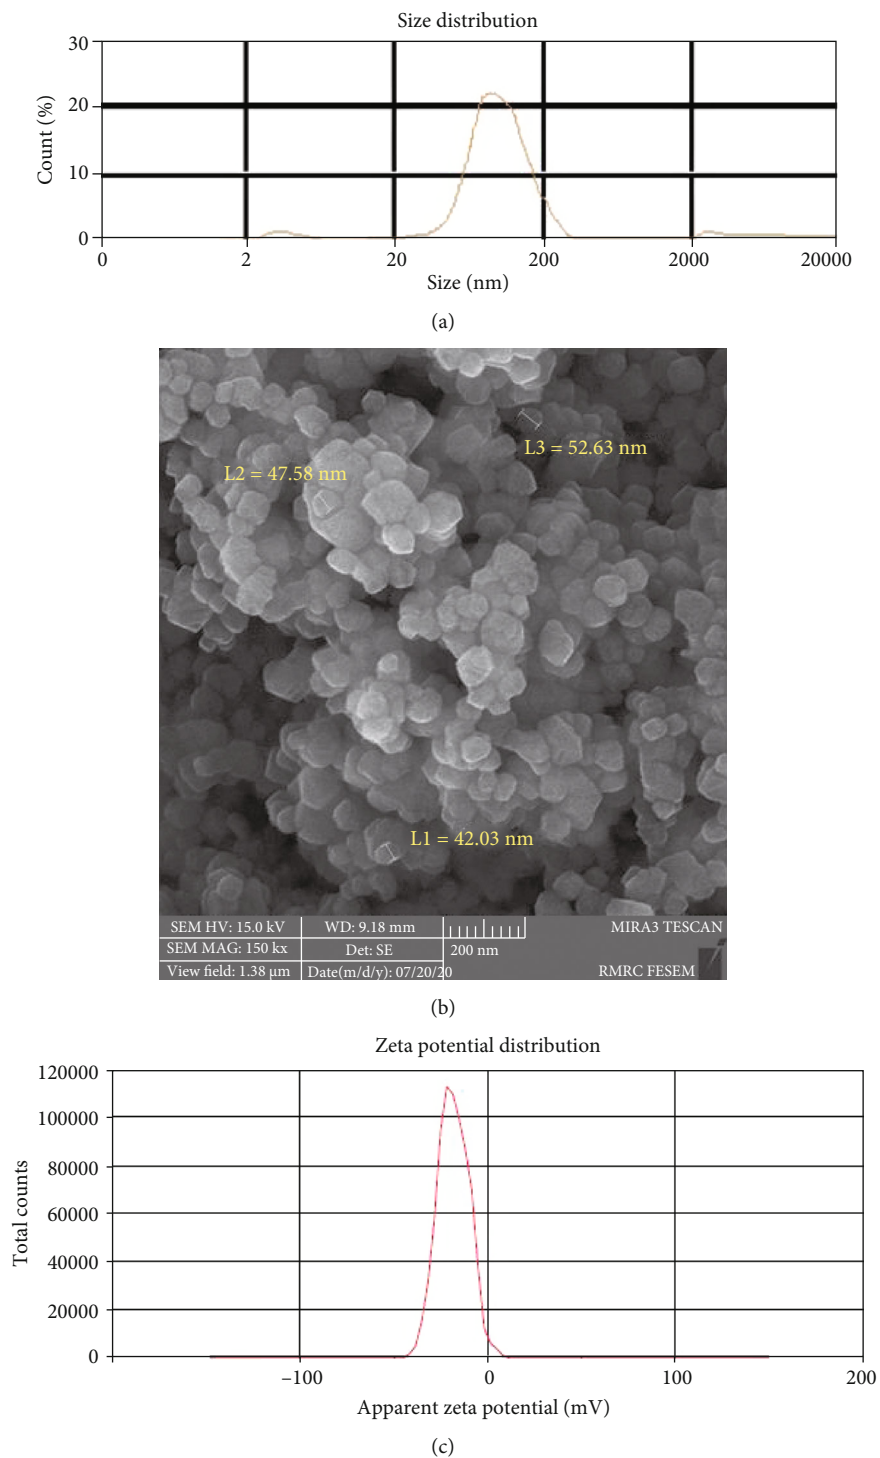 Size distribution
30
20
10
0
Count (%)
0 2 20 200 2000 20000
Size (nm)
(a)
L3 = 52.63 nm
L2 = 47.58 nm
L1 = 42.03 nm
SEM HV: 15.0 kV WD: 9.18 mm MIRA3 TESCAN
SEM MAG: 150 kx Det: SE 200 nm
View field: 1.38 μm Date(m/d/y): 07/20/20 RMRC FESEM
(b)
Zeta potential distribution
120000
100000
80000
60000
40000
20000
0
Total counts
–100 0 100 200
Apparent zeta potential (mV)
(c)